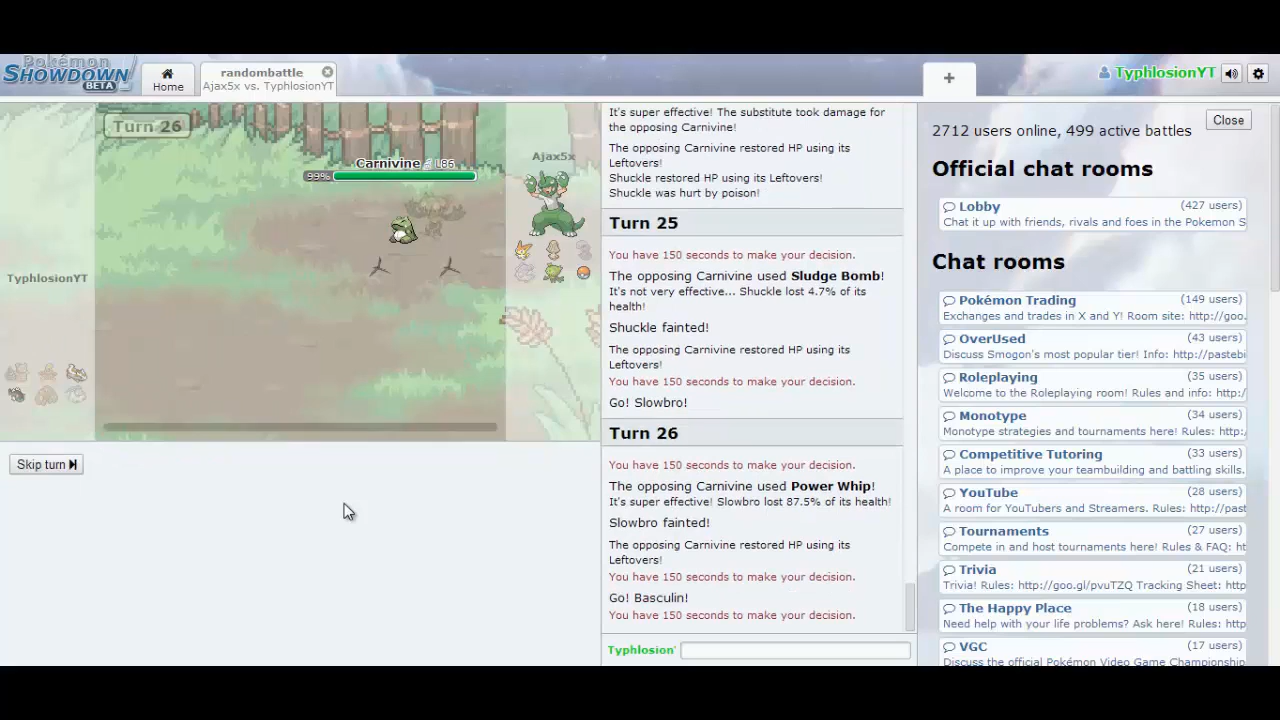 Pokémon
SHOWDOWN
BETA
Home
randombattle
Ajax5x vs. TyphlosionYT
+
TyphlosionYT
Turn 26
Carnivine L85
99%
Ajax5x
TyphlosionYT
Skip turn
It's super effective! The substitute took damage for
the opposing Carnivine!
The opposing Carnivine restored HP using its
Leftovers!
Shuckle restored HP using its Leftovers!
Shuckle was hurt by poison!
Turn 25
You have 150 seconds to make your decision.
The opposing Carnivine used Sludge Bomb!
It's not very effective... Shuckle lost 4.7% of its
health!
Shuckle fainted!
The opposing Carnivine restored HP using its
Leftovers!
You have 150 seconds to make your decision.
Go! Slowbro!
Turn 26
You have 150 seconds to make your decision.
The opposing Carnivine used Power Whip!
It's super effective! Slowbro lost 87.5% of its health!
Slowbro fainted!
The opposing Carnivine restored HP using its
Leftovers!
You have 150 seconds to make your decision.
Go! Basculin!
You have 150 seconds to make your decision.
Typhlosion'
Close
2712 users online, 499 active battles
Official chat rooms
Lobby (427 users)
Chat it up with friends, rivals and foes in the Pokemon S
Chat rooms
Pokémon Trading (149 users)
Exchanges and trades in X and Y! Room site: http://goo.
OverUsed (43 users)
Discuss Smogon's most popular tier! Info: http://pastebi
Roleplaying (35 users)
Welcome to the Roleplaying room! Rules and info: http:/
Monotype (34 users)
Monotype strategies and tournaments here! Rules: http:/
Competitive Tutoring (33 users)
A place to improve your teambuilding and battling skills.
YouTube (28 users)
A room for YouTubers and Streamers. Rules: http://past
Tournaments (27 users)
Compete in and host tournaments here! Rules & FAQ: ht
Trivia (21 users)
Trivia! Rules: http://goo.gl/pvuTZQ Tracking Sheet: http
The Happy Place (18 users)
Need help with your life problems? Ask here! Rules: http
VGC (17 users)
Discuss the official Pokémon Video Game Championship